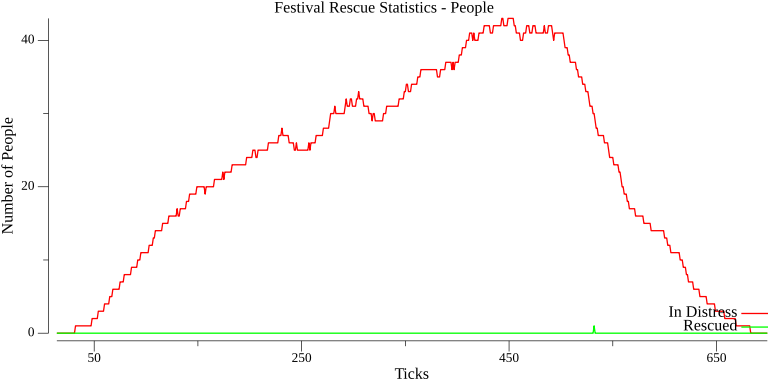 Festival Rescue Statistics - People
Number of People
40
20
0
In Distress
Rescued
50
250
450
650
Ticks